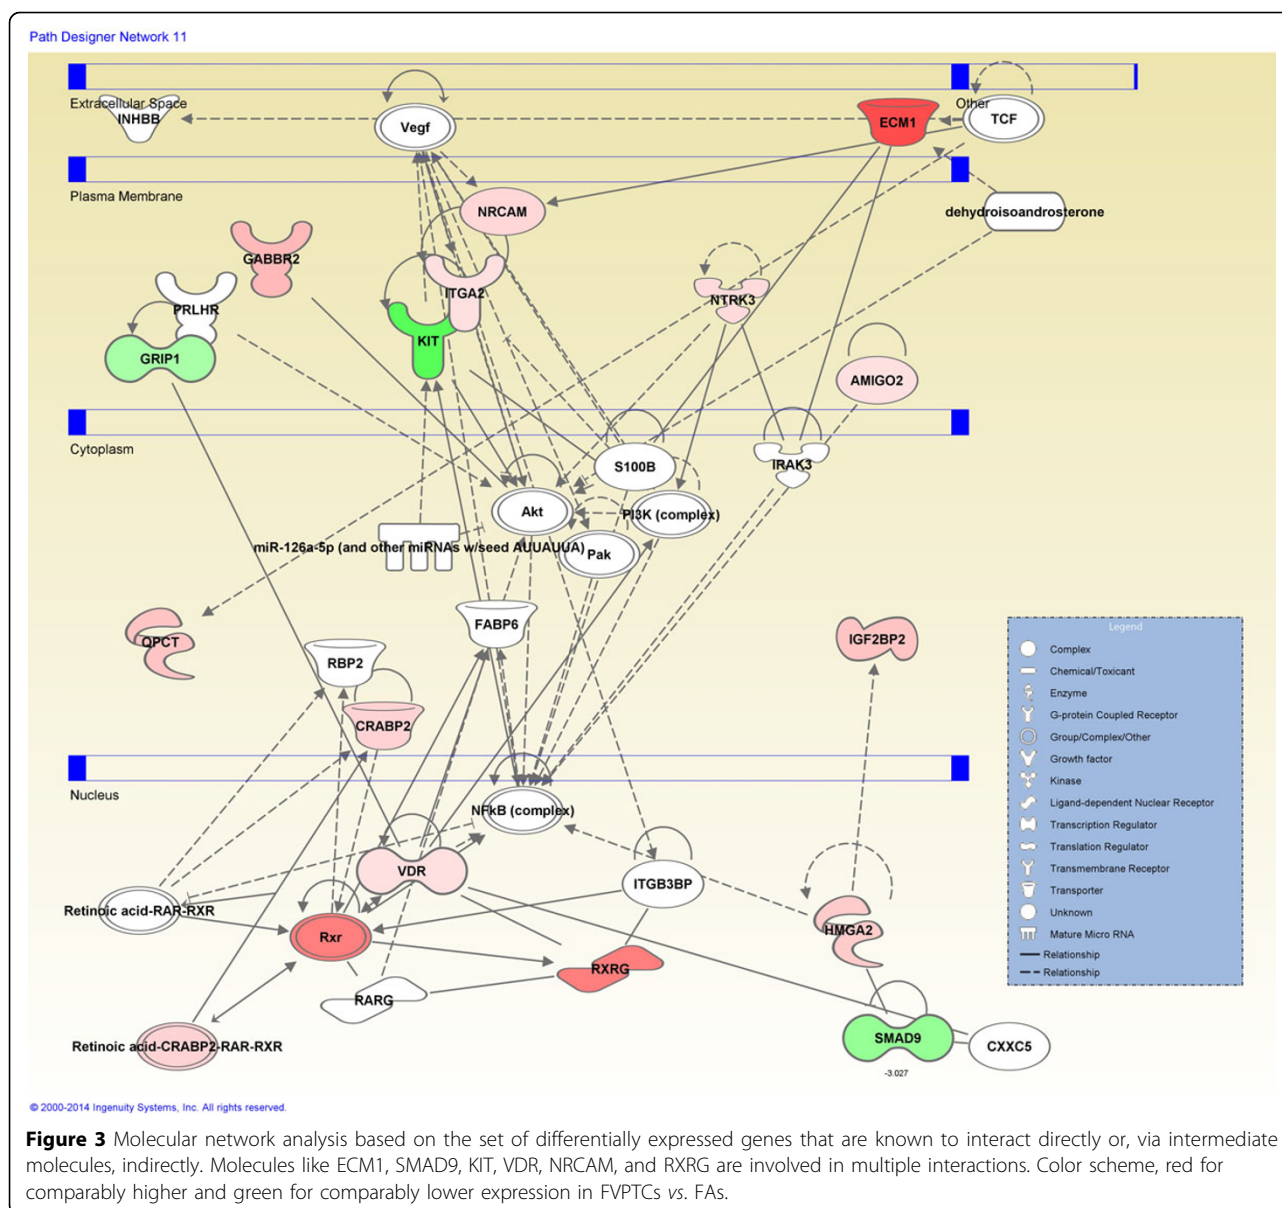 Path Designer Network 11
Extracellular Space
Other
INHBB
Vegf
ECM1
TCF
Plasma Membrane
NRCAM
dehydroisoandrosterone
GABBR2
ITGA2
NTRK3
PRLHR
KIT
GRIP1
AMIGO2
Cytoplasm
S100B
IRAK3
Akt
PI3K (complex)
miR-126a-5p (and other miRNAs w/seed AUUAUUA)
Pak
FABP6
QPCT
RBP2
IGF2BP2
CRABP2
Nucleus
NFkB (complex)
VDR
ITGB3BP
Retinoic acid-RAR-RXR
Rxr
HMGA2
RXRG
RARG
Retinoic acid-CRABP2-RAR-RXR
SMAD9
CXXC5
-3.027
Legend
Complex
Chemical/Toxicant
Enzyme
G-protein Coupled Receptor
Group/Complex/Other
Growth factor
Kinase
Ligand-dependent Nuclear Receptor
Transcription Regulator
Translation Regulator
Transmembrane Receptor
Transporter
Unknown
Mature Micro RNA
Relationship
Relationship
© 2000-2014 Ingenuity Systems, Inc. All rights reserved.
Figure 3 Molecular network analysis based on the set of differentially expressed genes that are known to interact directly or, via intermediate
molecules, indirectly. Molecules like ECM1, SMAD9, KIT, VDR, NRCAM, and RXRG are involved in multiple interactions. Color scheme, red for
comparably higher and green for comparably lower expression in FVPTCs vs. FAs.